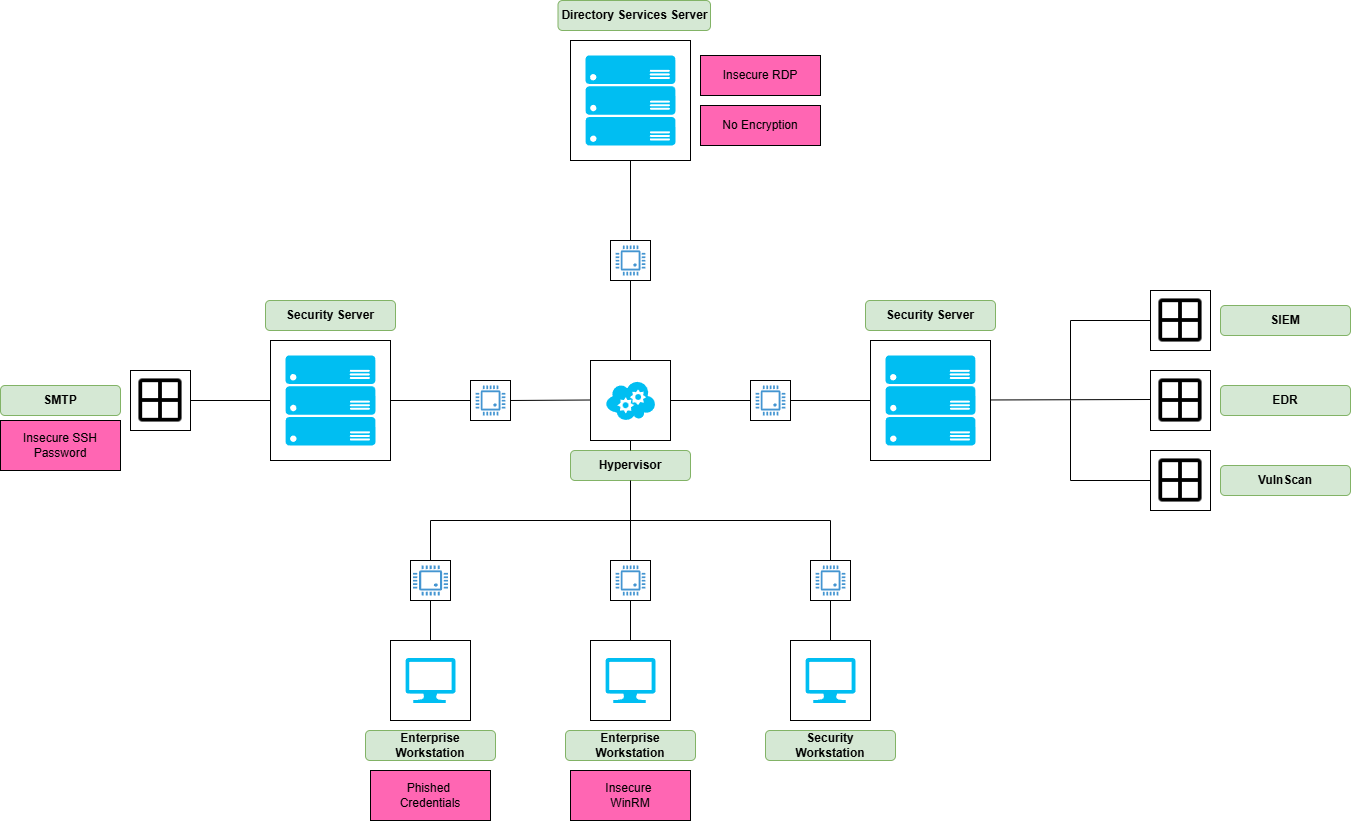 Directory Services Server
Insecure RDP
No Encryption
Security Server
Security Server
SIEM
SMTP
EDR
Insecure SSH
Password
Hypervisor
VulnScan
Enterprise
Workstation
Enterprise
Workstation
Security
Workstation
Phished
Credentials
Insecure
WinRM